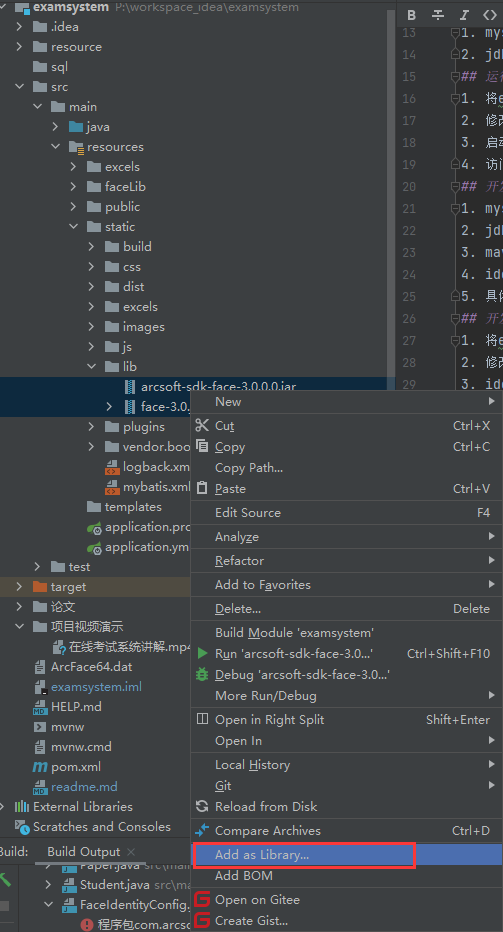 examsystem P:\workspace_idea\examsystem
.idea
resource
sql
src
main
java
resources
excels
faceLib
public
static
build
css
dist
excels
images
js
lib
arcsoft-sdk-face-3.0.0.0.jar
face-3.0.
plugins
vendor.boo
logback.xm
mybatis.xml
templates
application.pro
application.ym
test
target
论文
项目视频演示
在线考试系统讲解.mp4
ArcFace64.dat
examsystem.iml
HELP.md
mvnw
mvnw.cmd
pom.xml
readme.md
External Libraries
Scratches and Consoles
Build: Build Output ×
Paper.java src\main
Student.java src\ma
FaceIdentityConfig.
程序包com.arcso
B
I
<>
13 1. mys
14 2. jdk
15 ## 运
16 1. 将e
17 2. 修改
18 3. 启动
19 4. 访
20 ## 开
21 1. mys
22 2. jdk
23 3. mav
24 4. ide
25 5. 具体
26 ## 开
27 1. 将e
28 2. 修改
29 3. ide
New
Cut Ctrl+X
Copy Ctrl+C
Copy Path...
Paste Ctrl+V
Edit Source F4
Analyze
Refactor
Add to Favorites
Delete... Delete
Build Module 'examsystem'
Run 'arcsoft-sdk-face-3.0...' Ctrl+Shift+F10
Debug 'arcsoft-sdk-face-3.0...'
More Run/Debug
Open in Right Split Shift+Enter
Open In
Local History
Git
Reload from Disk
Compare Archives Ctrl+D
Add as Library...
Add BOM
Open on Gitee
Create Gist...